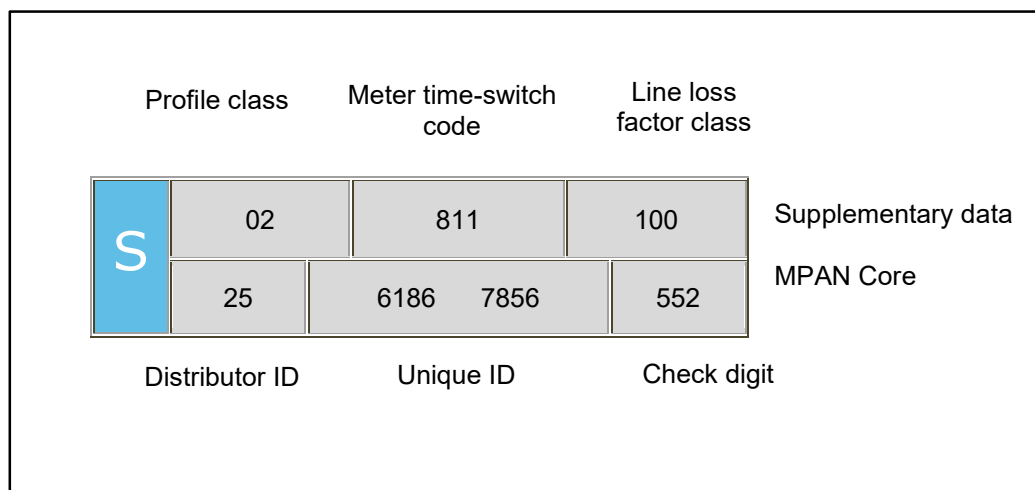 Profile class
Meter time-switch
code
Line loss
factor class
S
02 811 100
Supplementary data
25 6186 7856 552
MPAN Core
Distributor ID Unique ID Check digit